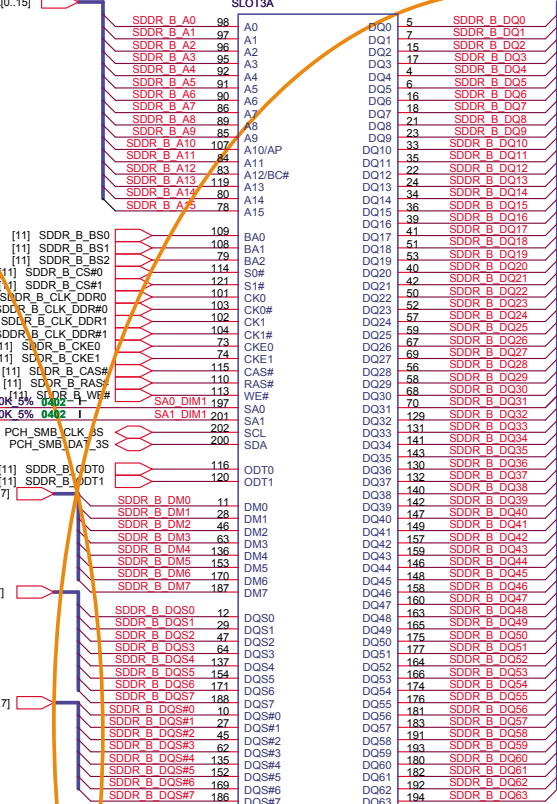 [0..15]
SLOT3A
SDDR_B_A0 98 A0
SDDR_B_A1 97 A1
SDDR_B_A2 96 A2
SDDR_B_A3 95 A3
SDDR_B_A4 92 A4
SDDR_B_A5 91 A5
SDDR_B_A6 90 A6
SDDR_B_A7 86 A7
SDDR_B_A8 89 A8
SDDR_B_A9 85 A9
SDDR_B_A10 107 A10/AP
SDDR_B_A11 84 A11
SDDR_B_A12 83 A12/BC#
SDDR_B_A13 119 A13
SDDR_B_A14 80 A14
SDDR_B_A15 78 A15
[11] SDDR_B_BS0 109 BA0
[11] SDDR_B_BS1 108 BA1
[11] SDDR_B_BS2 79 BA2
[11] SDDR_B_CS#0 114 S0#
[11] SDDR_B_CS#1 121 S1#
SDDR_B_CLK_DDR0 101 CK0
SDDR_B_CLK_DDR#0 103 CK0#
SDDR_B_CLK_DDR1 102 CK1
SDDR_B_CLK_DDR#1 104 CK1#
11] SDDR_B_CKE0 73 CKE0
11] SDDR_B_CKE1 74 CKE1
[11] SDDR_B_CAS# 115 CAS#
[11] SDDR_B_RAS# 110 RAS#
[11] SDDR_B_WE# 113 WE#
0K_5% 0402 SA0_DIM1 197 SA0
0K_5% 0402 SA1_DIM1 201 SA1
PCH_SMB_CLK_3S 202 SCL
PCH_SMB_DAT_3S 200 SDA
[11] SDDR_B_ODT0 116 ODT0
[11] SDDR_B_ODT1 120 ODT1
7]
SDDR_B_DM0 11 DM0
SDDR_B_DM1 28 DM1
SDDR_B_DM2 46 DM2
SDDR_B_DM3 63 DM3
SDDR_B_DM4 136 DM4
SDDR_B_DM5 153 DM5
SDDR_B_DM6 170 DM6
SDDR_B_DM7 187 DM7
]
SDDR_B_DQS0 12 DQS0
SDDR_B_DQS1 29 DQS1
SDDR_B_DQS2 47 DQS2
SDDR_B_DQS3 64 DQS3
SDDR_B_DQS4 137 DQS4
SDDR_B_DQS5 154 DQS5
SDDR_B_DQS6 171 DQS6
SDDR_B_DQS7 188 DQS7
.7]
SDDR_B_DQS#0 10 DQS#0
SDDR_B_DQS#1 27 DQS#1
SDDR_B_DQS#2 45 DQS#2
SDDR_B_DQS#3 62 DQS#3
SDDR_B_DQS#4 135 DQS#4
SDDR_B_DQS#5 152 DQS#5
SDDR_B_DQS#6 169 DQS#6
SDDR_B_DQS#7 186 DQS#7
DQ0 5 SDDR_B_DQ0
DQ1 7 SDDR_B_DQ1
DQ2 15 SDDR_B_DQ2
DQ3 17 SDDR_B_DQ3
DQ4 4 SDDR_B_DQ4
DQ5 6 SDDR_B_DQ5
DQ6 16 SDDR_B_DQ6
DQ7 18 SDDR_B_DQ7
DQ8 21 SDDR_B_DQ8
DQ9 23 SDDR_B_DQ9
DQ10 33 SDDR_B_DQ10
DQ11 35 SDDR_B_DQ11
DQ12 22 SDDR_B_DQ12
DQ13 24 SDDR_B_DQ13
DQ14 34 SDDR_B_DQ14
DQ15 36 SDDR_B_DQ15
DQ16 39 SDDR_B_DQ16
DQ17 41 SDDR_B_DQ17
DQ18 51 SDDR_B_DQ18
DQ19 53 SDDR_B_DQ19
DQ20 40 SDDR_B_DQ20
DQ21 42 SDDR_B_DQ21
DQ22 50 SDDR_B_DQ22
DQ23 52 SDDR_B_DQ23
DQ24 57 SDDR_B_DQ24
DQ25 59 SDDR_B_DQ25
DQ26 67 SDDR_B_DQ26
DQ27 69 SDDR_B_DQ27
DQ28 56 SDDR_B_DQ28
DQ29 58 SDDR_B_DQ29
DQ30 68 SDDR_B_DQ30
DQ31 70 SDDR_B_DQ31
DQ32 129 SDDR_B_DQ32
DQ33 131 SDDR_B_DQ33
DQ34 141 SDDR_B_DQ34
DQ35 143 SDDR_B_DQ35
DQ36 130 SDDR_B_DQ36
DQ37 132 SDDR_B_DQ37
DQ38 140 SDDR_B_DQ38
DQ39 142 SDDR_B_DQ39
DQ40 147 SDDR_B_DQ40
DQ41 149 SDDR_B_DQ41
DQ42 157 SDDR_B_DQ42
DQ43 159 SDDR_B_DQ43
DQ44 146 SDDR_B_DQ44
DQ45 148 SDDR_B_DQ45
DQ46 158 SDDR_B_DQ46
DQ47 160 SDDR_B_DQ47
DQ48 163 SDDR_B_DQ48
DQ49 165 SDDR_B_DQ49
DQ50 175 SDDR_B_DQ50
DQ51 177 SDDR_B_DQ51
DQ52 164 SDDR_B_DQ52
DQ53 166 SDDR_B_DQ53
DQ54 174 SDDR_B_DQ54
DQ55 176 SDDR_B_DQ55
DQ56 181 SDDR_B_DQ56
DQ57 183 SDDR_B_DQ57
DQ58 191 SDDR_B_DQ58
DQ59 193 SDDR_B_DQ59
DQ60 180 SDDR_B_DQ60
DQ61 182 SDDR_B_DQ61
DQ62 192 SDDR_B_DQ62
DQ63 194 SDDR_B_DQ63